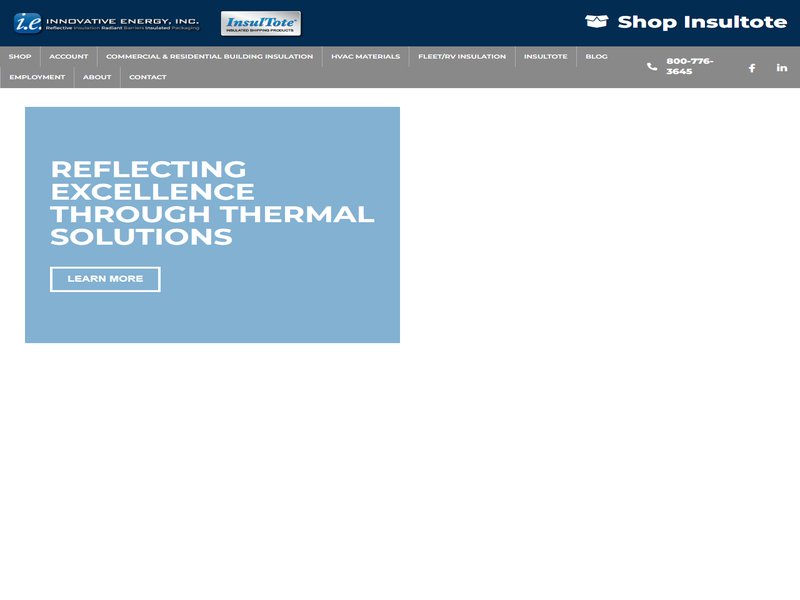 i.e. INNOVATIVE ENERGY, INC.
Reflective Insulation Radiant Barriers Insulated Packaging
InsulTote®
INSULATED SHIPPING PRODUCTS
Shop Insultote
SHOP
ACCOUNT
COMMERCIAL & RESIDENTIAL BUILDING INSULATION
HVAC MATERIALS
FLEET/RV INSULATION
INSULTOTE
BLOG
EMPLOYMENT
ABOUT
CONTACT
800-776-
3645
REFLECTING
EXCELLENCE
THROUGH THERMAL
SOLUTIONS
LEARN MORE